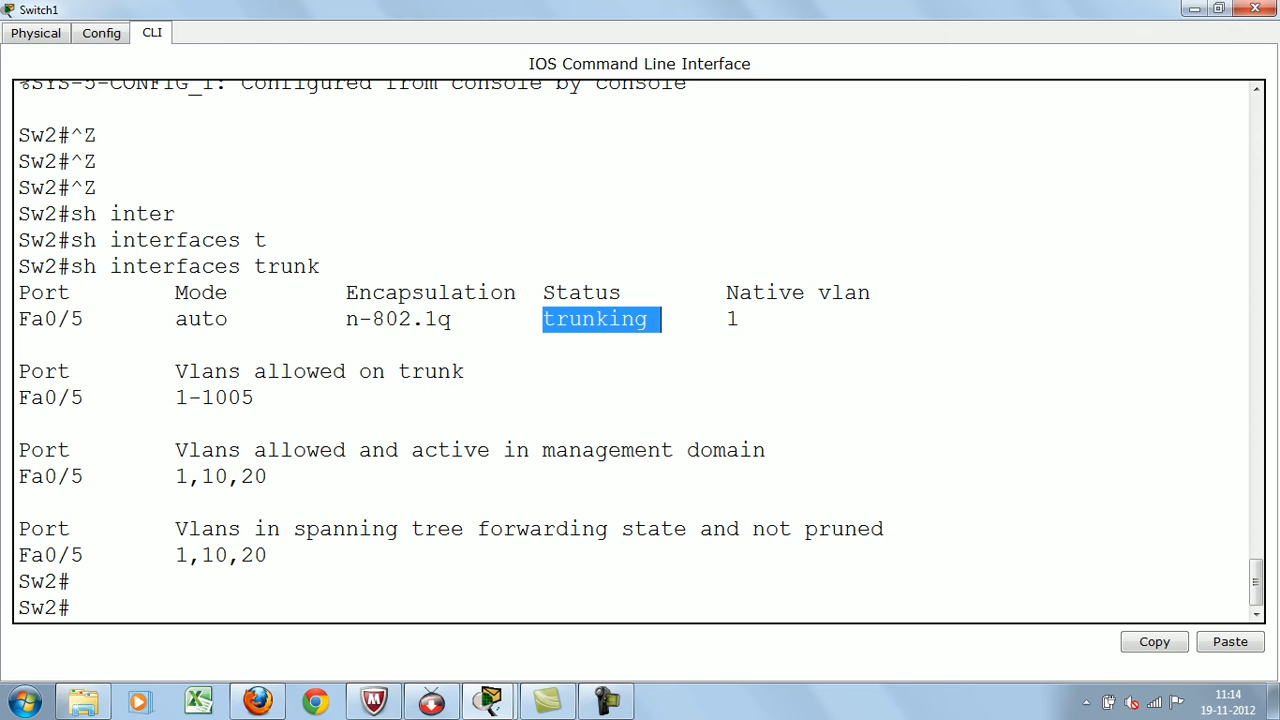 Switch1
Physical Config CLI
IOS Command Line Interface
%SYS-5-CONFIG_I: Configured from console by console
Sw2#^Z
Sw2#^Z
Sw2#^Z
Sw2#sh inter
Sw2#sh interfaces t
Sw2#sh interfaces trunk
Port Mode Encapsulation Status Native vlan
Fa0/5 auto n-802.1q trunking 1
Port Vlans allowed on trunk
Fa0/5 1-1005
Port Vlans allowed and active in management domain
Fa0/5 1,10,20
Port Vlans in spanning tree forwarding state and not pruned
Fa0/5 1,10,20
Sw2#
Sw2#
Copy Paste
11:14
19-11-2012